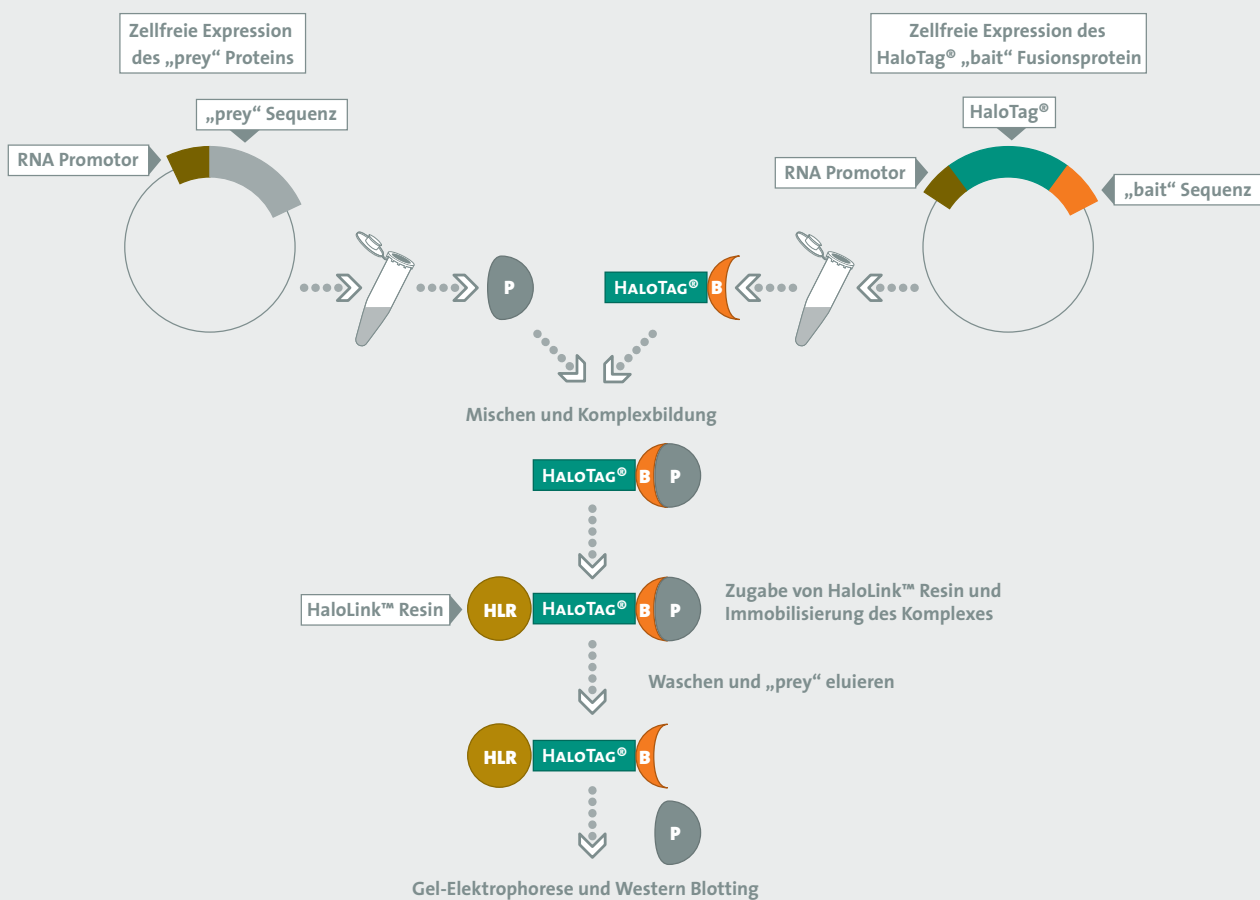 Zellfreie Expression
des „prey“ Proteins
Zellfreie Expression des
HaloTag® „bait“ Fusionsprotein
„prey“ Sequenz
HaloTag®
RNA Promotor
RNA Promotor
„bait“ Sequenz
P
HALOTAG® B
Mischen und Komplexbildung
HALOTAG® B P
HaloLink™ Resin
HLR HALOTAG® B P
Zugabe von HaloLink™ Resin und
Immobilisierung des Komplexes
Waschen und „prey“ eluieren
HLR HALOTAG® B
P
Gel-Elektrophorese und Western Blotting